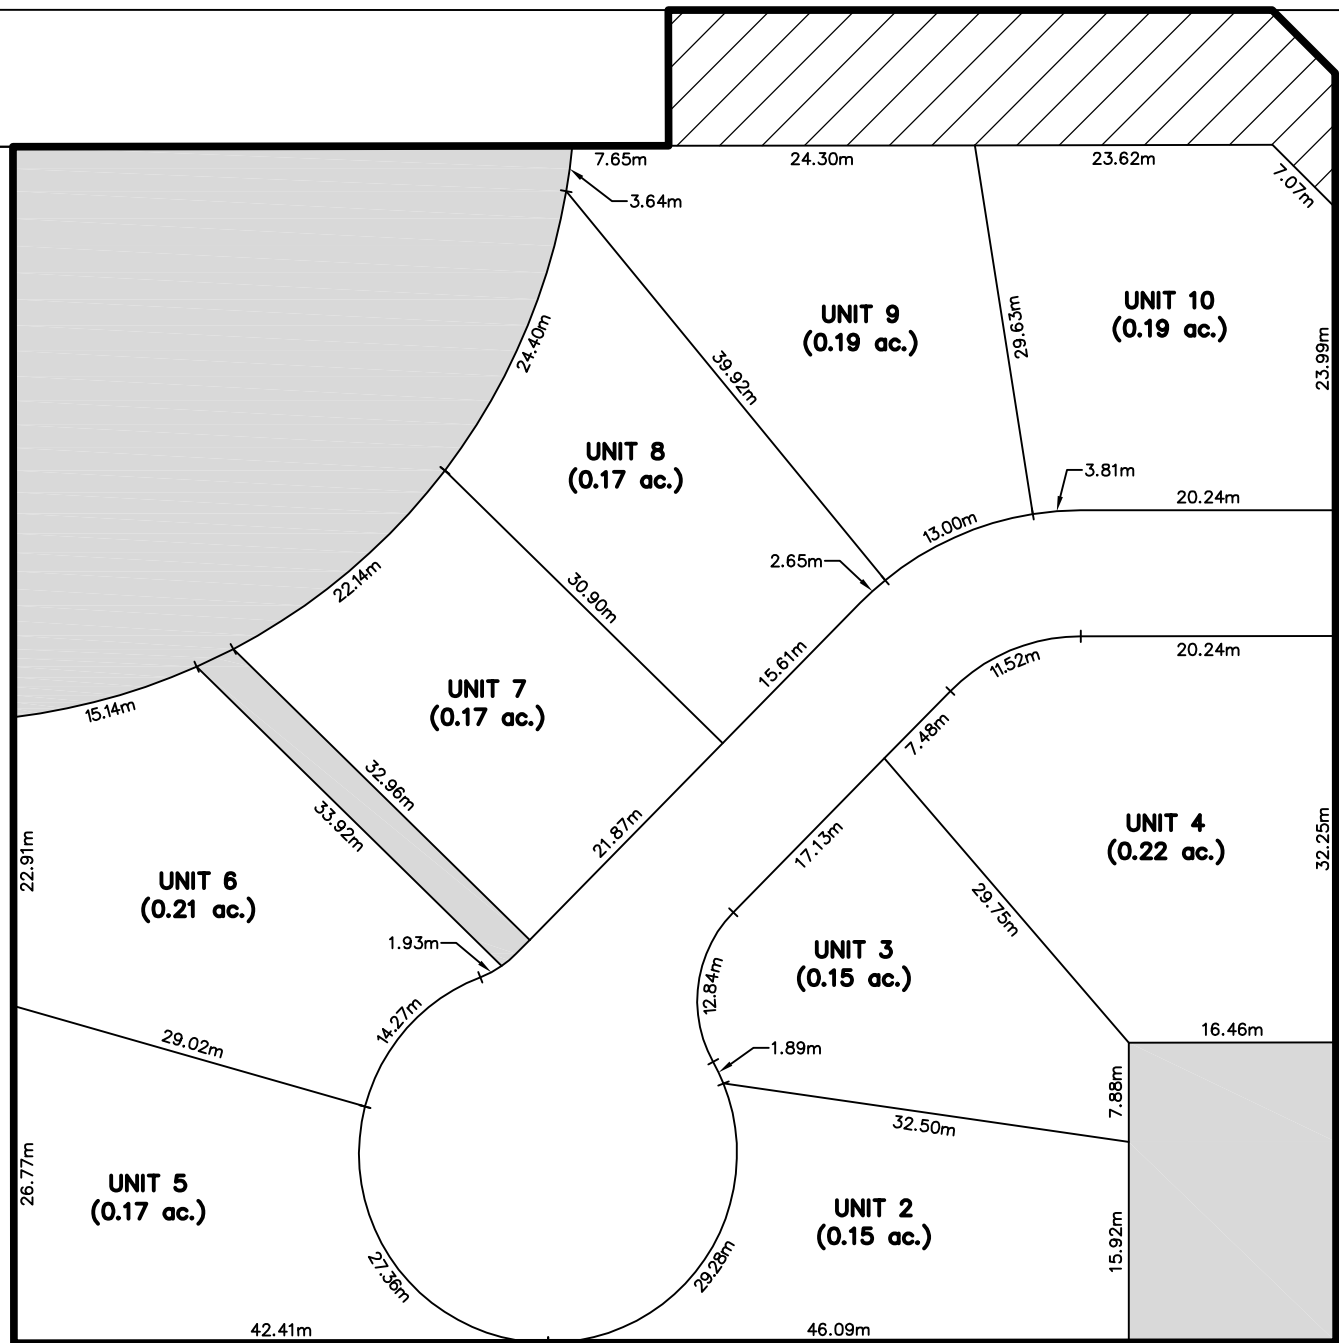 7.65m
24.30m
23.62m
7.07m
3.64m
24.40m
39.92m
UNIT 9
(0.19 ac.)
29.63m
UNIT 10
(0.19 ac.)
23.99m
UNIT 8
(0.17 ac.)
3.81m
20.24m
13.00m
2.65m
22.14m
30.90m
15.61m
11.52m
20.24m
UNIT 7
(0.17 ac.)
15.14m
7.48m
32.96m
33.92m
21.87m
17.13m
UNIT 4
(0.22 ac.)
32.25m
22.91m
UNIT 6
(0.21 ac.)
29.75m
1.93m
UNIT 3
(0.15 ac.)
12.84m
14.27m
29.02m
1.89m
16.46m
7.88m
32.50m
26.77m
UNIT 5
(0.17 ac.)
UNIT 2
(0.15 ac.)
15.92m
27.36m
29.28m
42.41m
46.09m